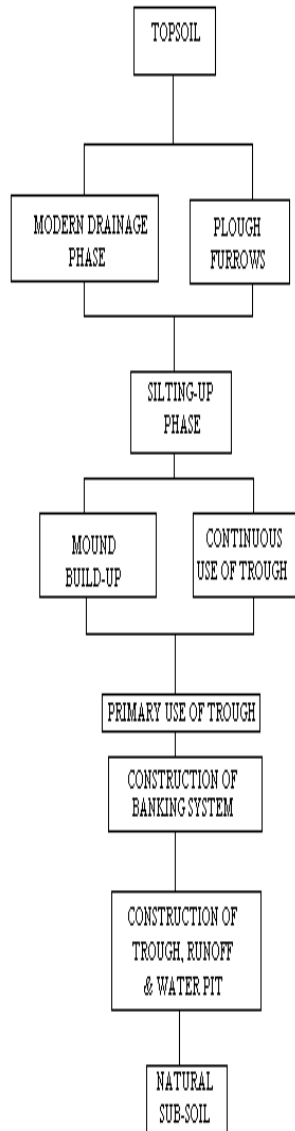 TOPSOIL
MODERN DRAINAGE
PHASE
PLOUGH
FURROWS
SILTING-UP
PHASE
MOUND
BUILD-UP
CONTINUOUS
USE OF TROUGH
PRIMARY USE OF TROUGH
CONSTRUCTION OF
BANKING SYSTEM
CONSTRUCTION OF
TROUGH, RUNOFF
& WATER PIT
NATURAL
SUB-SOIL